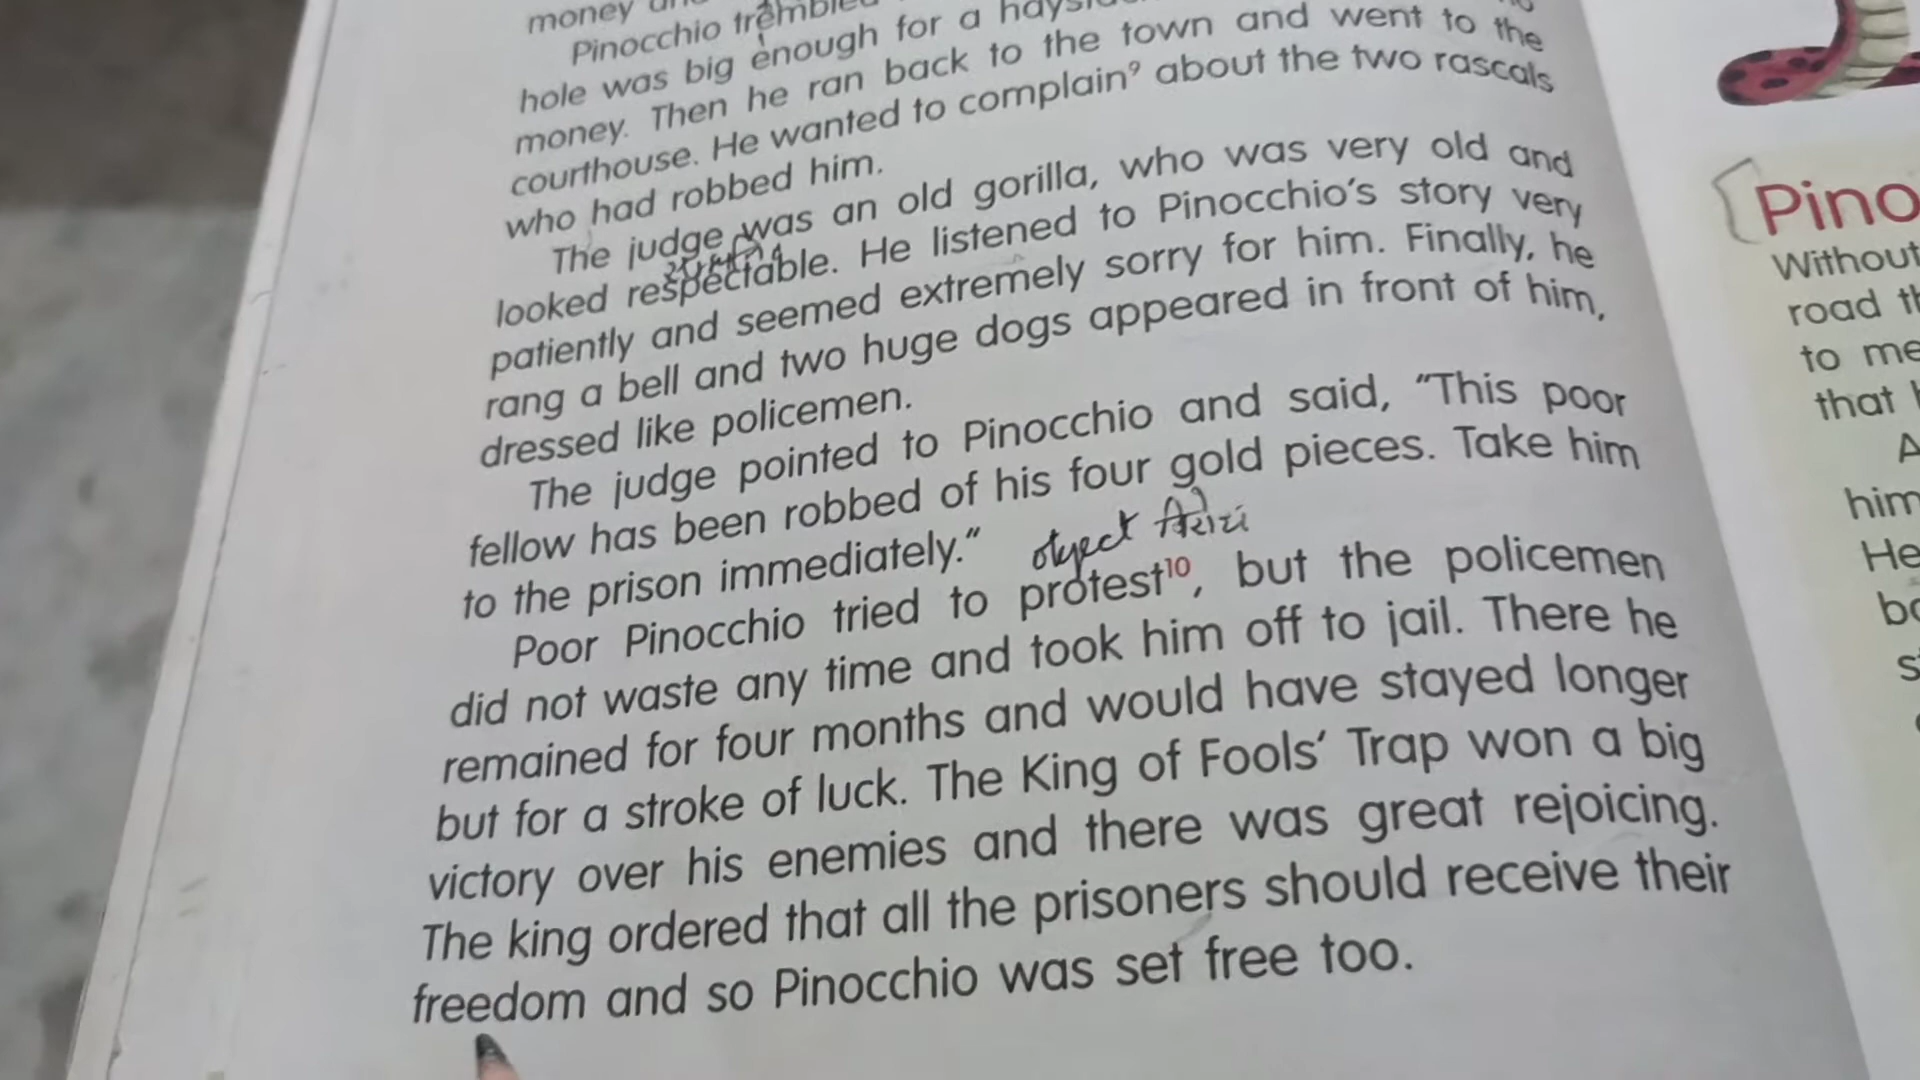 money
Pinocchio trembled
hole was big enough for a
money. Then he ran back to the town and went to the
courthouse. He wanted to complain⁹ about the two rascals
who had robbed him.
The judge was an old gorilla, who was very old and
looked respectable. He listened to Pinocchio's story very
patiently and seemed extremely sorry for him. Finally, he
rang a bell and two huge dogs appeared in front of him,
dressed like policemen.
The judge pointed to Pinocchio and said, "This poor
fellow has been robbed of his four gold pieces. Take him
to the prison immediately."
object
Poor Pinocchio tried to protest¹⁰, but the policemen
did not waste any time and took him off to jail. There he
remained for four months and would have stayed longer
but for a stroke of luck. The King of Fools' Trap won a big
victory over his enemies and there was great rejoicing.
The king ordered that all the prisoners should receive their
freedom and so Pinocchio was set free too.
Pino
Without
road th
to me
that
A
him
He
bo
s